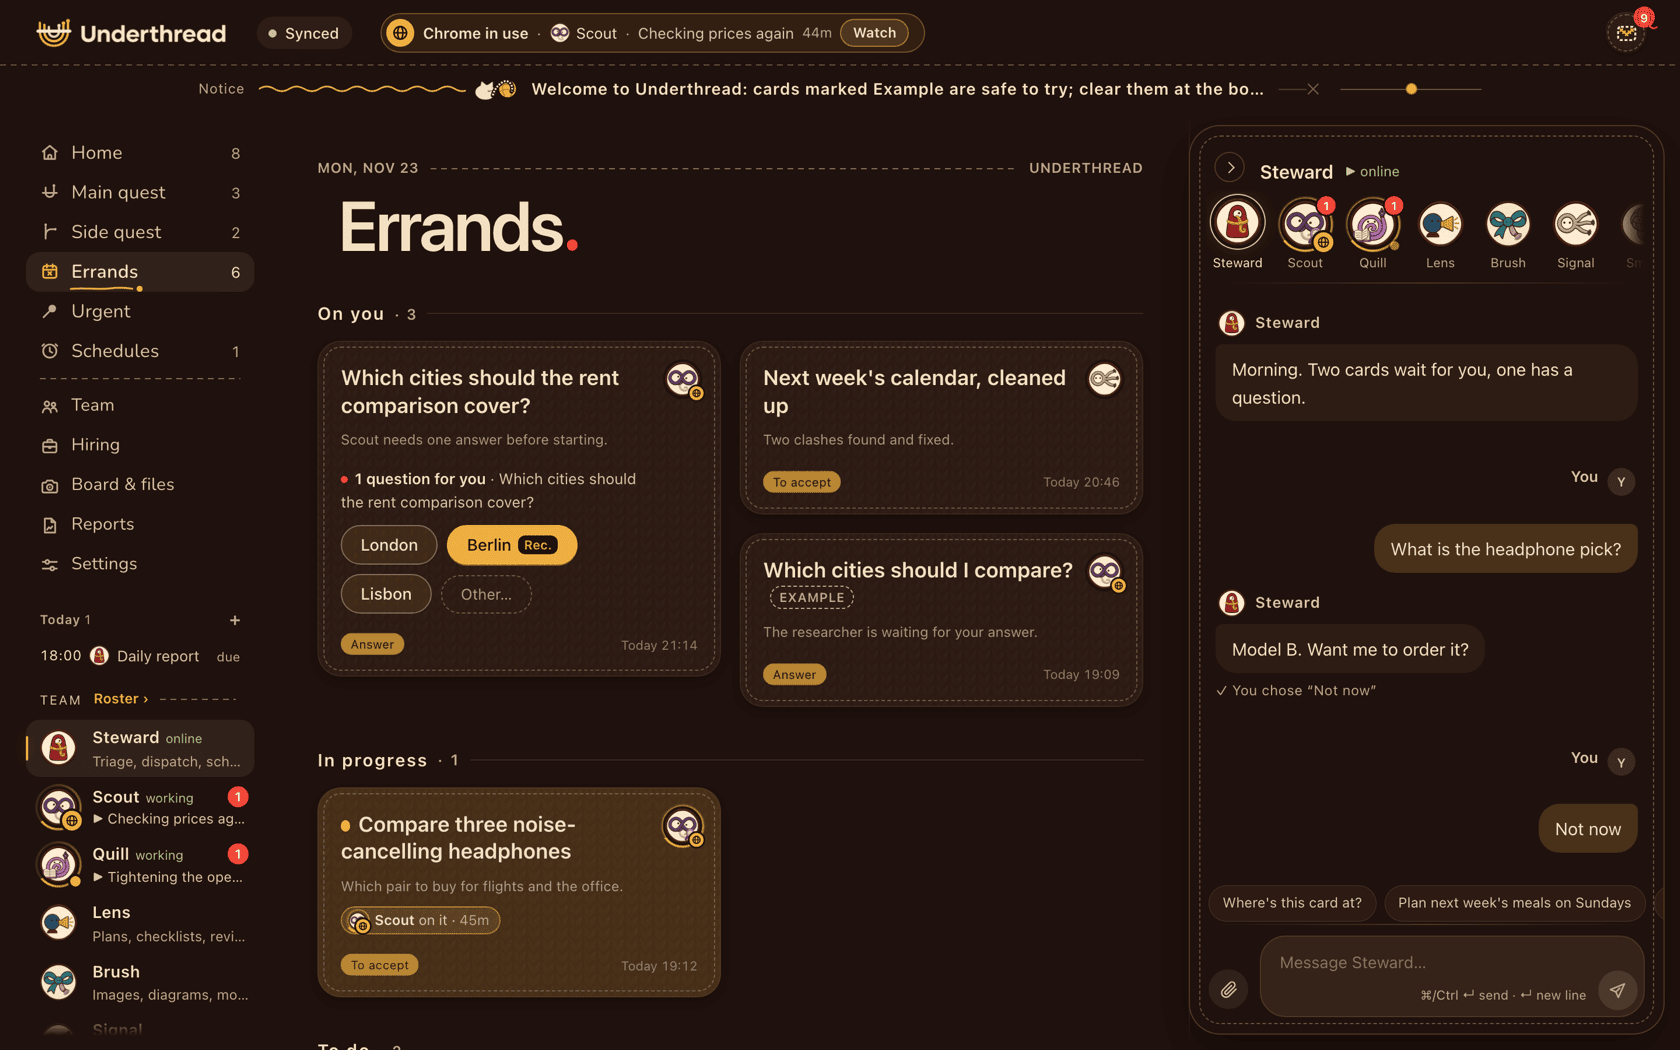 Underthread
Synced
Chrome in use · Scout · Checking prices again 44m Watch
9
Notice
Welcome to Underthread: cards marked Example are safe to try; clear them at the bo...
Home 8
Main quest 3
Side quest 2
Errands 6
Urgent
Schedules 1
Team
Hiring
Board & files
Reports
Settings
Today 1 +
18:00 Daily report due
TEAM Roster ›
Steward online
Triage, dispatch, sch...
Scout working 1
Checking prices ag...
Quill working 1
Tightening the ope...
Lens
Plans, checklists, revi...
Brush
Images, diagrams, mo...
Signal
MON, NOV 23
UNDERTHREAD
Errands.
On you · 3
Which cities should the rent
comparison cover?
Scout needs one answer before starting.
1 question for you · Which cities should
the rent comparison cover?
London
Berlin Rec.
Lisbon
Other...
Answer
Today 21:14
Next week's calendar, cleaned
up
Two clashes found and fixed.
To accept
Today 20:46
Which cities should I compare?
EXAMPLE
The researcher is waiting for your answer.
Answer
Today 19:09
In progress · 1
Compare three noise-
cancelling headphones
Which pair to buy for flights and the office.
Scout on it · 45m
To accept
Today 19:12
Steward
online
1
1
Steward
Scout
Quill
Lens
Brush
Signal
Steward
Morning. Two cards wait for you, one has a
question.
You Y
What is the headphone pick?
Steward
Model B. Want me to order it?
✓ You chose “Not now”
You Y
Not now
Where's this card at?
Plan next week's meals on Sundays
Message Steward...
⌘/Ctrl ↵ send · ↵ new line